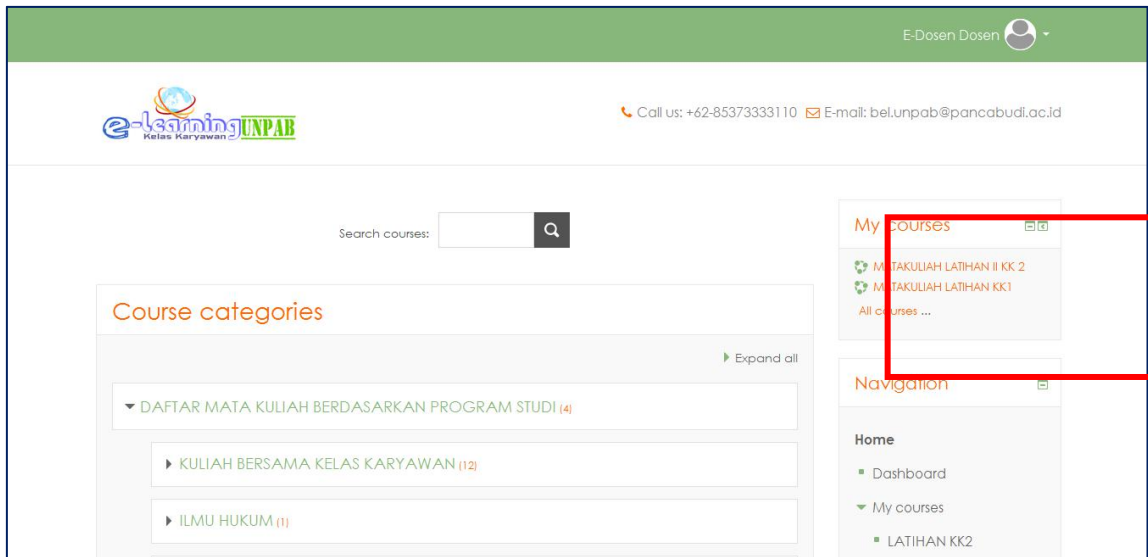 E-Dosen Dosen
e-Learning UNPAB
Kelas Karyawan
Call us: +62-85373333110 E-mail: bel.unpab@pancabudi.ac.id
Search courses:
My courses
MATAKULIAH LATIHAN II KK 2
MATAKULIAH LATIHAN KK1
All courses ...
Course categories
Expand all
DAFTAR MATA KULIAH BERDASARKAN PROGRAM STUDI (4)
KULIAH BERSAMA KELAS KARYAWAN (12)
ILMU HUKUM (1)
Navigation
Home
Dashboard
My courses
LATIHAN KK2